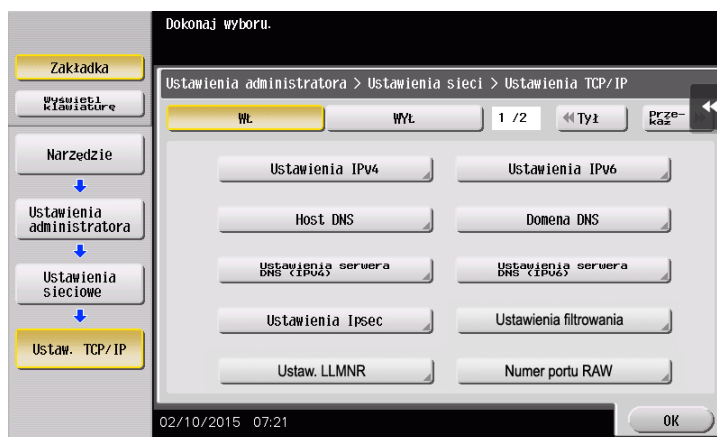 Dokonaj wyboru.
Zakładka
Wyświetl
klawiaturę
Ustawienia administratora > Ustawienia sieci > Ustawienia TCP/IP
WŁ
WYŁ
1 /2
Tył
Prze-
każ
Narzędzie
Ustawienia
administratora
Ustawienia
sieciowe
Ustaw. TCP/IP
Ustawienia IPv4
Ustawienia IPv6
Host DNS
Domena DNS
Ustawienia serwera
DNS (IPv4)
Ustawienia serwera
DNS (IPv6)
Ustawienia Ipsec
Ustawienia filtrowania
Ustaw. LLMNR
Numer portu RAW
02/10/2015 07:21
OK